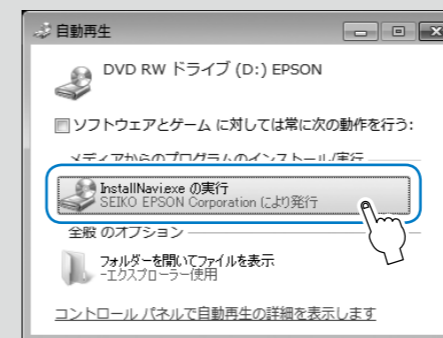 自動再生
DVD RW ドライブ (D:) EPSON
ソフトウェアとゲーム に対しては常に次の動作を行う:
メディアからのプログラムのインストール/実行
InstallNavi.exe の実行
SEIKO EPSON Corporation により発行
全般 のオプション
フォルダーを開いてファイルを表示
-エクスプローラー使用
コントロール パネルで自動再生の詳細を表示します